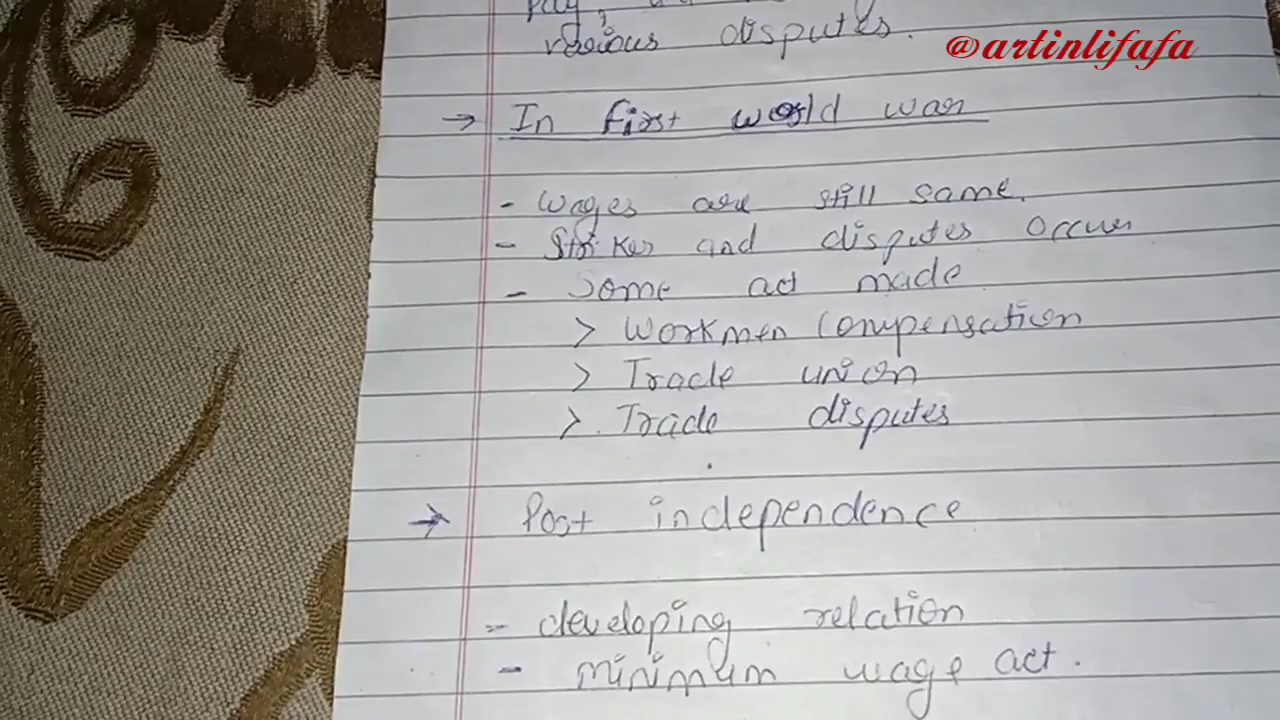 various disputes.
@artinlifafa
→ In first world war
- wages are still same.
- Strikes and disputes occur
- Some act made
> Workmen Compensation
> Trade union
> Trade disputes
→ Post independence
- developing relation
- minimum wage act.